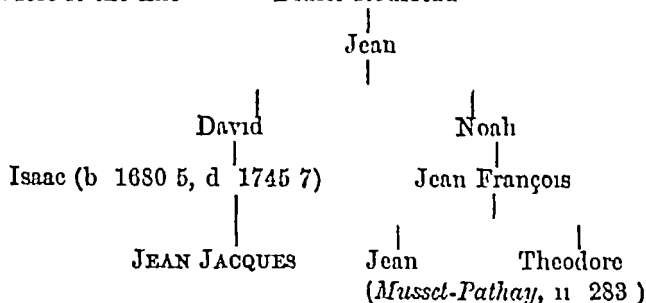 Jean
David Noah
Isaac (b 1680 5, d 1745 7) Jean François
JEAN JACQUES Jean Theodore
(Musset-Pathay, ii 283 )